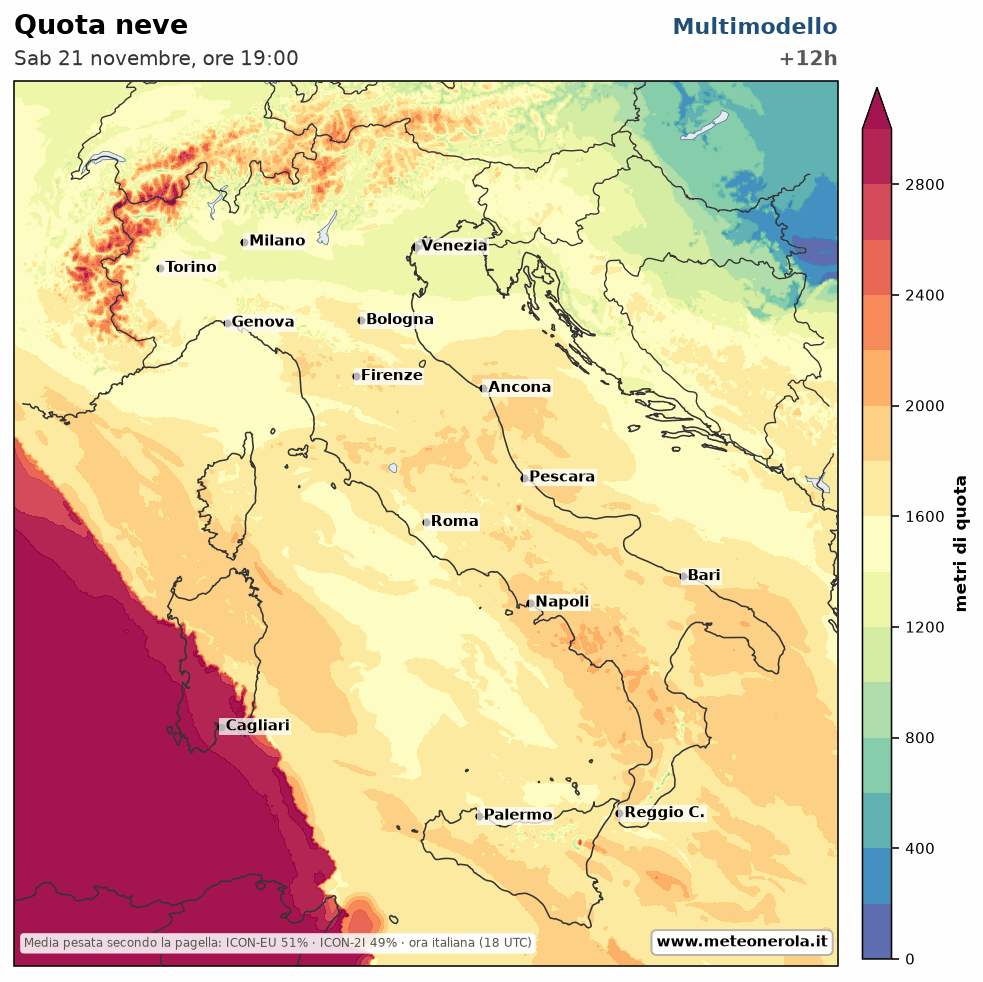 Quota neve
Multimodello
Sab 21 novembre, ore 19:00
+12h
Milano
Venezia
Torino
Genova
Bologna
Firenze
Ancona
Pescara
Roma
Bari
Napoli
Cagliari
Palermo
Reggio C.
2800
2400
2000
1600
1200
800
400
0
metri di quota
Media pesata secondo la pagella: ICON-EU 51% · ICON-2I 49% · ora italiana (18 UTC)
www.meteonerola.it